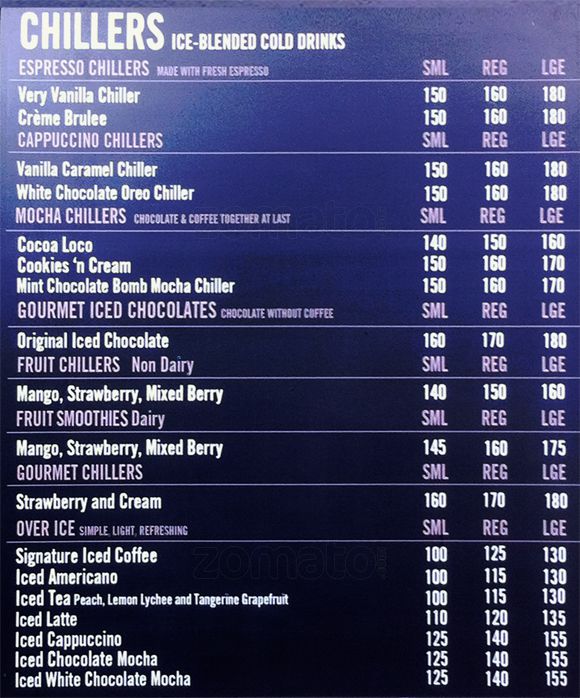 CHILLERS ICE-BLENDED COLD DRINKS
ESPRESSO CHILLERS MADE WITH FRESH ESPRESSO SML REG LGE
Very Vanilla Chiller 150 160 180
Crème Brulee 150 160 180
CAPPUCCINO CHILLERS SML REG LGE
Vanilla Caramel Chiller 150 160 180
White Chocolate Oreo Chiller 150 160 180
MOCHA CHILLERS CHOCOLATE & COFFEE TOGETHER AT LAST SML REG LGE
Cocoa Loco 140 150 160
Cookies 'n Cream 150 160 170
Mint Chocolate Bomb Mocha Chiller 150 160 170
GOURMET ICED CHOCOLATES CHOCOLATE WITHOUT COFFEE SML REG LGE
Original Iced Chocolate 160 170 180
FRUIT CHILLERS Non Dairy SML REG LGE
Mango, Strawberry, Mixed Berry 140 150 160
FRUIT SMOOTHIES Dairy SML REG LGE
Mango, Strawberry, Mixed Berry 145 160 175
GOURMET CHILLERS SML REG LGE
Strawberry and Cream 160 170 180
OVER ICE SIMPLE, LIGHT, REFRESHING SML REG LGE
zomato.com
Signature Iced Coffee 100 125 130
Iced Americano 100 115 130
Iced Tea Peach, Lemon Lychee and Tangerine Grapefruit 100 115 130
Iced Latte 110 120 135
Iced Cappuccino 125 140 155
Iced Chocolate Mocha 125 140 155
Iced White Chocolate Mocha 125 140 155